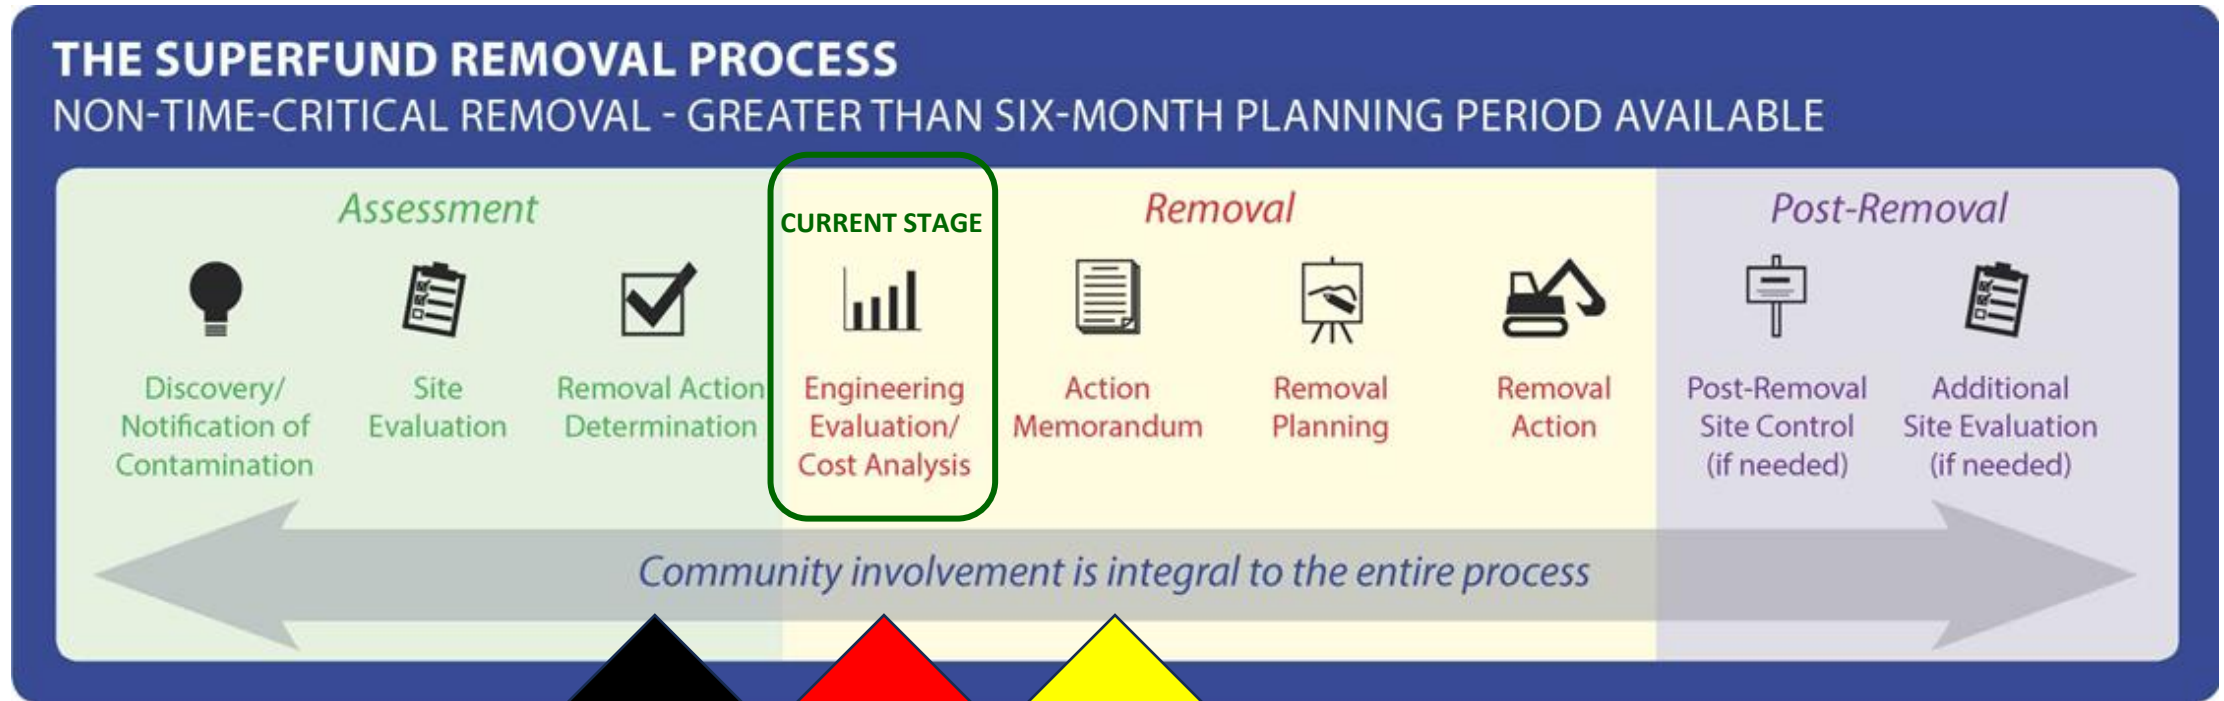 THE SUPERFUND REMOVAL PROCESS
NON-TIME-CRITICAL REMOVAL - GREATER THAN SIX-MONTH PLANNING PERIOD AVAILABLE
Assessment
Discovery/
Notification of
Contamination
Site
Evaluation
Removal Action
Determination
CURRENT STAGE
Engineering
Evaluation/
Cost Analysis
Removal
Action
Memorandum
Removal
Planning
Removal
Action
Post-Removal
Post-Removal
Site Control
(if needed)
Additional
Site Evaluation
(if needed)
Community involvement is integral to the entire process